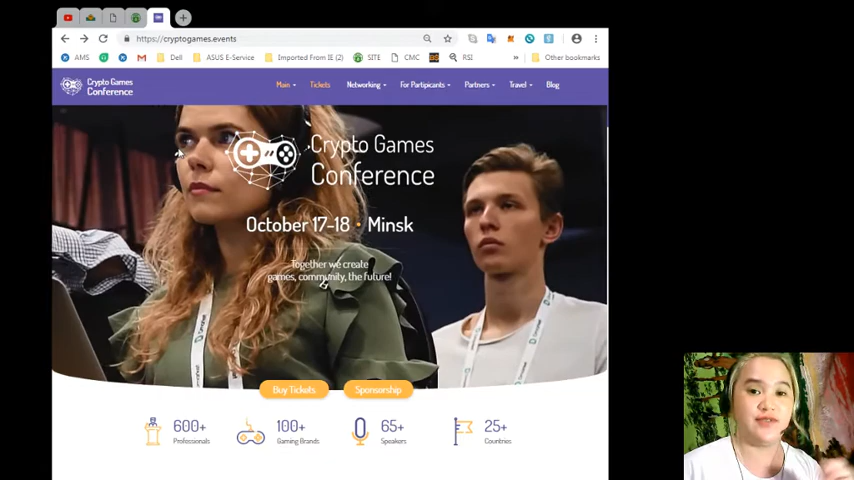 https://cryptogames.events
AMS
Dell
ASUS E-Service
Imported From IE (2)
SITE
CMC
RSI
Other bookmarks
Crypto Games
Conference
Main
Tickets
Networking
For Partipicants
Partners
Travel
Blog
Crypto Games
Conference
October 17-18 • Minsk
Together we create
games, community, the future!
Buy Tickets
Sponsorship
600+
Professionals
100+
Gaming Brands
65+
Speakers
25+
Countries